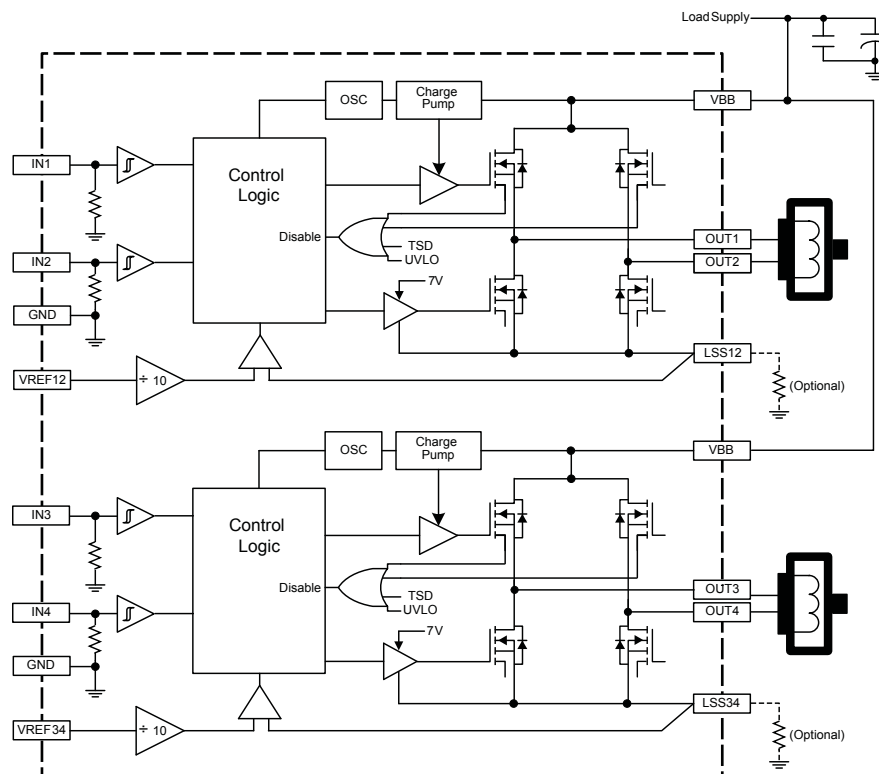 Load Supply
OSC
Charge
Pump
VBB
IN1
Control
Logic
Disable
TSD
UVLO
OUT1
IN2
OUT2
7V
GND
LSS12
VREF12
÷ 10
(Optional)
OSC
Charge
Pump
VBB
IN3
Control
Logic
Disable
TSD
UVLO
OUT3
IN4
OUT4
7V
GND
LSS34
VREF34
÷ 10
(Optional)